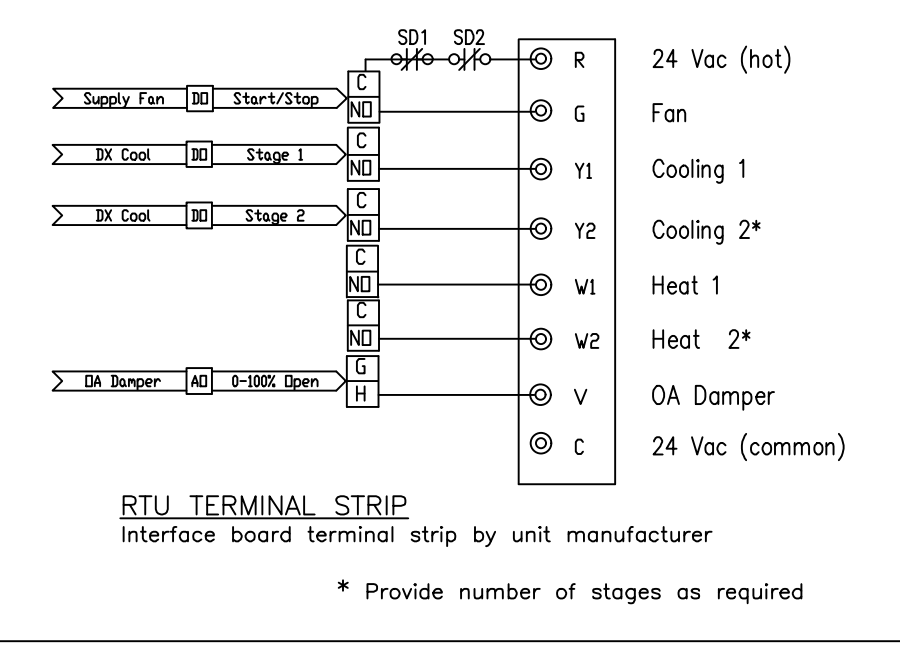 SD1 SD2
C
R 24 Vac (hot)
Supply Fan DO Start/Stop
NO G Fan
C
DX Cool DO Stage 1
NO Y1 Cooling 1
C
DX Cool DO Stage 2
NO Y2 Cooling 2*
C
NO W1 Heat 1
C
NO W2 Heat 2*
G
OA Damper AO 0-100% Open
H V OA Damper
C 24 Vac (common)
RTU TERMINAL STRIP
Interface board terminal strip by unit manufacturer
* Provide number of stages as required